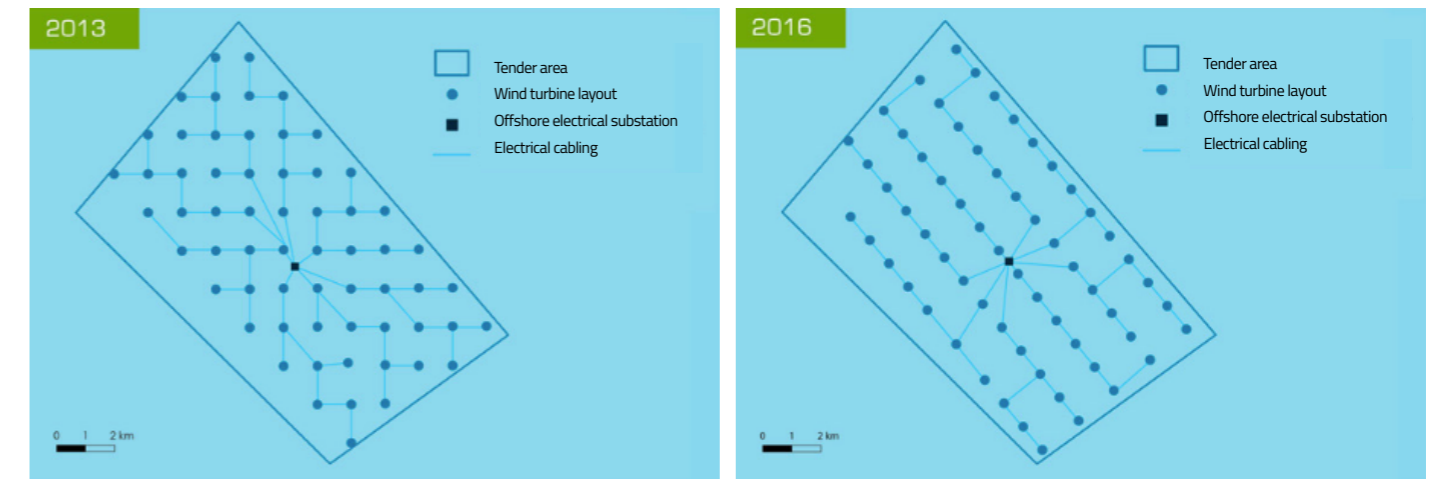 2013
Tender area
Wind turbine layout
Offshore electrical substation
Electrical cabling
0 1 2 km
2016
Tender area
Wind turbine layout
Offshore electrical substation
Electrical cabling
0 1 2 km